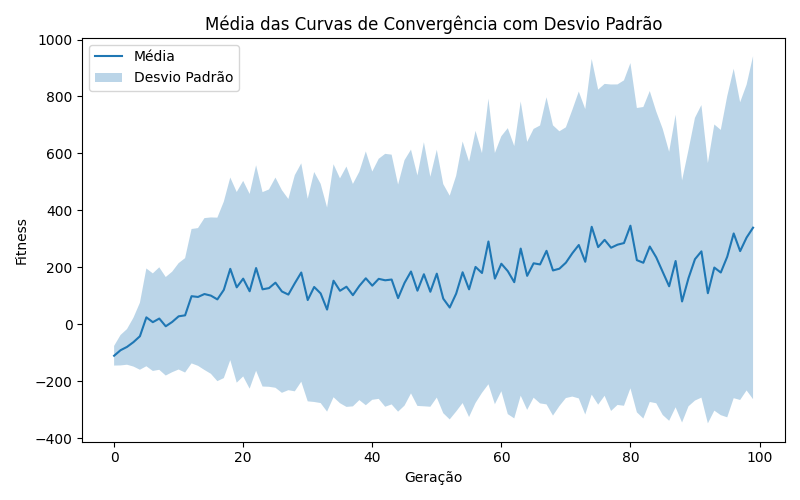 Média das Curvas de Convergência com Desvio Padrão
Média
Desvio Padrão
1000
800
600
400
200
0
−200
−400
Fitness
0 20 40 60 80 100
Geração